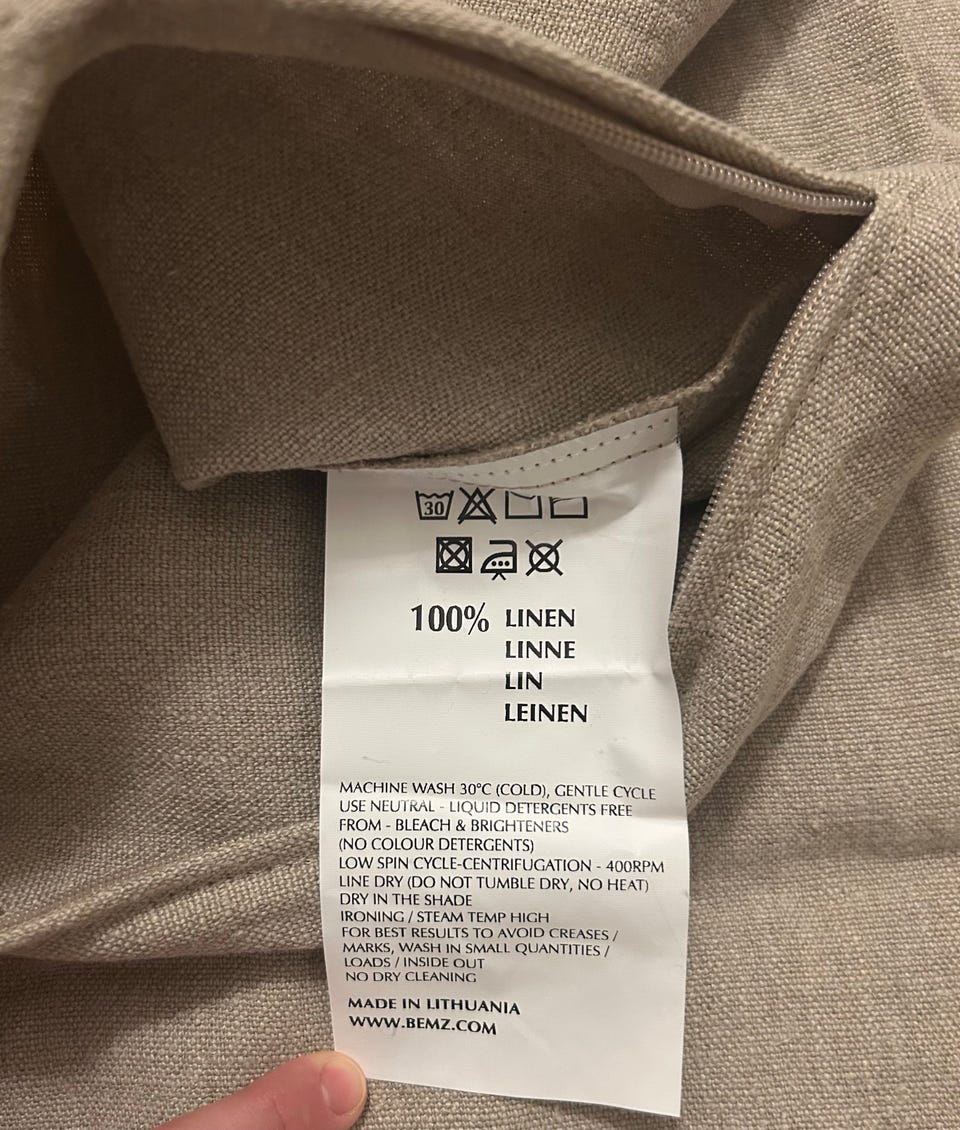 30
100% LINEN
LINNE
LIN
LEINEN
MACHINE WASH 30°C (COLD), GENTLE CYCLE
USE NEUTRAL - LIQUID DETERGENTS FREE
FROM - BLEACH & BRIGHTENERS
(NO COLOUR DETERGENTS)
LOW SPIN CYCLE-CENTRIFUGATION - 400RPM
LINE DRY (DO NOT TUMBLE DRY, NO HEAT)
DRY IN THE SHADE
IRONING / STEAM TEMP HIGH
FOR BEST RESULTS TO AVOID CREASES /
MARKS, WASH IN SMALL QUANTITIES /
LOADS / INSIDE OUT
NO DRY CLEANING
MADE IN LITHUANIA
WWW.BEMZ.COM